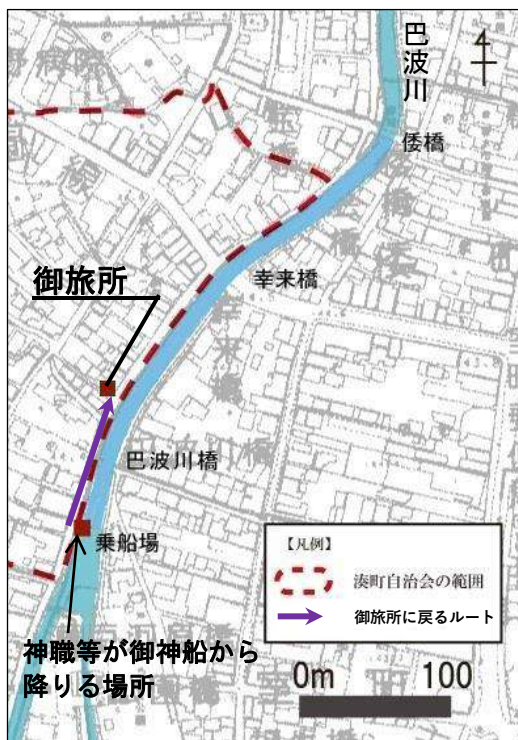 巴波川
倭橋
幸来橋
御旅所
巴波川橋
乗船場
【凡例】
湊町自治会の範囲
御旅所に戻るルート
神職等が御神船から
降りる場所
0m 100